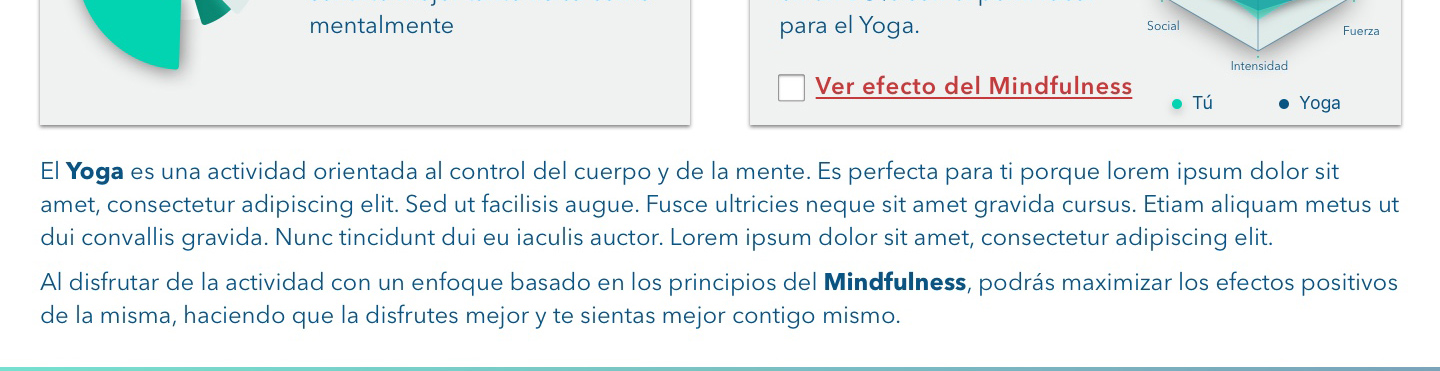 mentalmente
para el Yoga.
Ver efecto del Mindfulness
Social
Fuerza
Intensidad
Tú
Yoga
El Yoga es una actividad orientada al control del cuerpo y de la mente. Es perfecta para ti porque lorem ipsum dolor sit
amet, consectetur adipiscing elit. Sed ut facilisis augue. Fusce ultricies neque sit amet gravida cursus. Etiam aliquam metus ut
dui convallis gravida. Nunc tincidunt dui eu iaculis auctor. Lorem ipsum dolor sit amet, consectetur adipiscing elit.
Al disfrutar de la actividad con un enfoque basado en los principios del Mindfulness, podrás maximizar los efectos positivos
de la misma, haciendo que la disfrutes mejor y te sientas mejor contigo mismo.